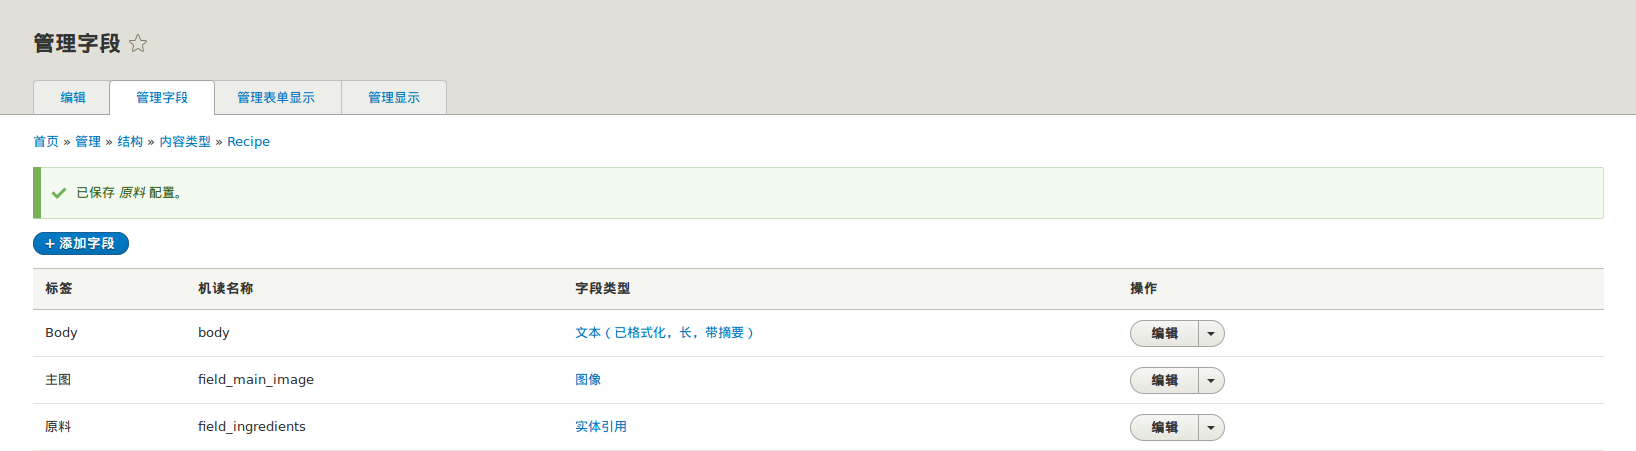 管理字段
编辑 管理字段 管理表单显示 管理显示
首页 » 管理 » 结构 » 内容类型 » Recipe
已保存 原料 配置。
+ 添加字段
标签 机读名称 字段类型 操作
Body body 文本（已格式化，长，带摘要） 编辑
主图 field_main_image 图像 编辑
原料 field_ingredients 实体引用 编辑